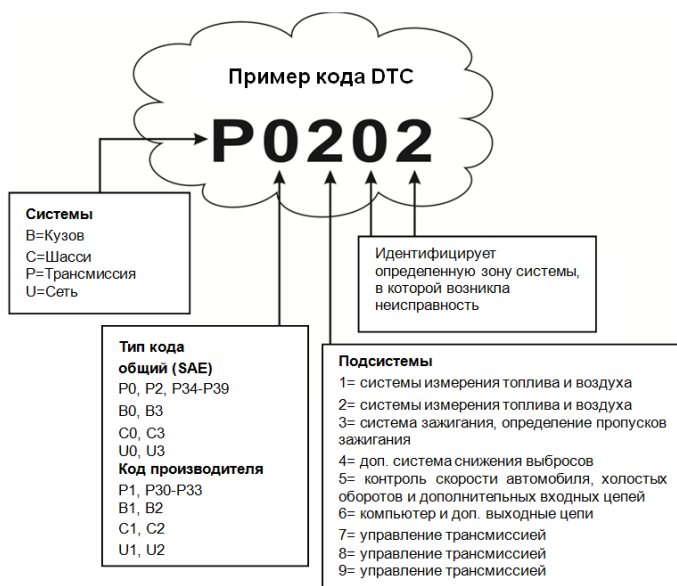 Пример кода DTC
P0202
Системы
B=Кузов
C=Шасси
P=Трансмиссия
U=Сеть
Идентифицирует
определенную зону системы,
в которой возникла
неисправность
Тип кода
общий (SAE)
P0, P2, P34-P39
B0, B3
C0, C3
U0, U3
Код производителя
P1, P30-P33
B1, B2
C1, C2
U1, U2
Подсистемы
1= системы измерения топлива и воздуха
2= системы измерения топлива и воздуха
3= система зажигания, определение пропусков
зажигания
4= доп. система снижения выбросов
5= контроль скорости автомобиля, холостых
оборотов и дополнительных входных цепей
6= компьютер и доп. выходные цепи
7= управление трансмиссией
8= управление трансмиссией
9= управление трансмиссией